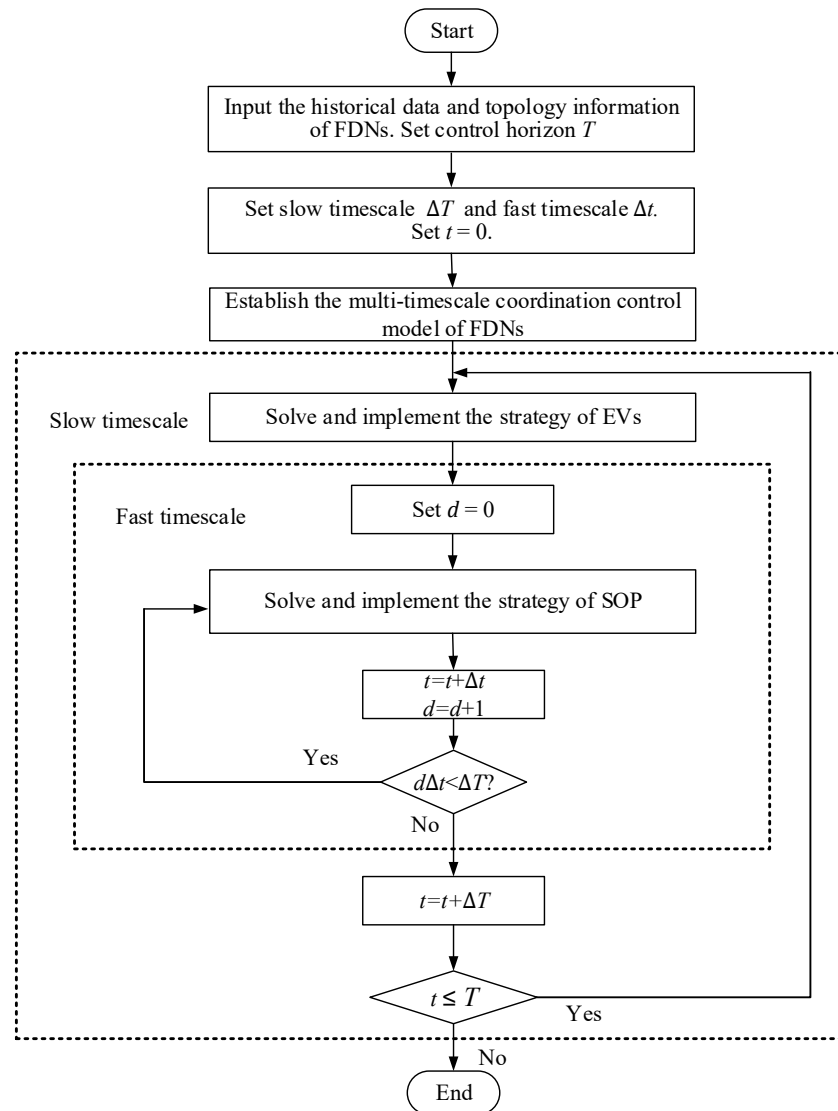 Start
Input the historical data and topology information
of FDNs. Set control horizon T
Set slow timescale ΔT and fast timescale Δt.
Set t = 0.
Establish the multi-timescale coordination control
model of FDNs
Slow timescale
Solve and implement the strategy of EVs
Fast timescale
Set d = 0
Solve and implement the strategy of SOP
t=t+Δt
d=d+1
Yes
dΔt<ΔT?
No
t=t+ΔT
t ≤ T
Yes
No
End